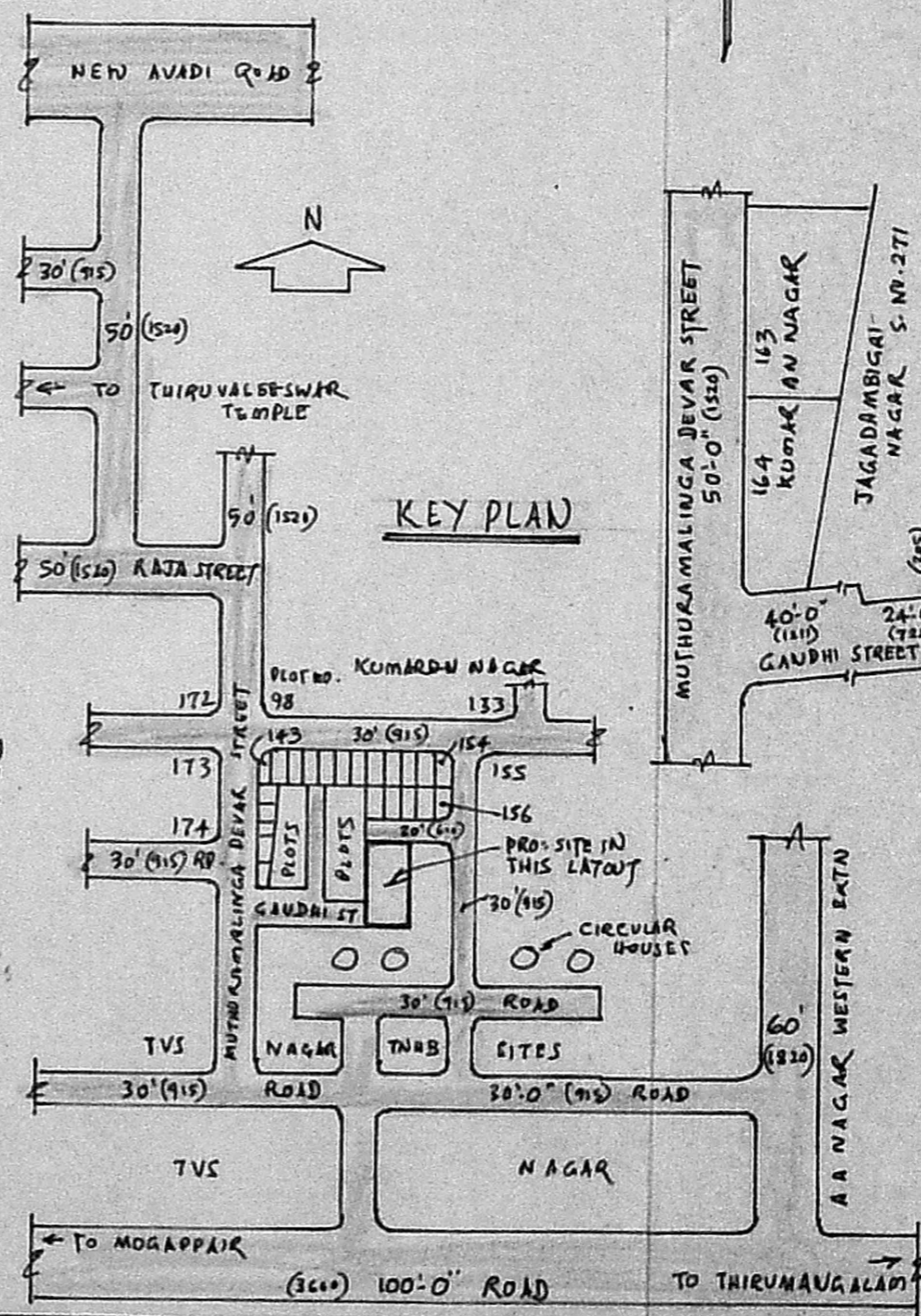 NEW AVADI ROAD
N
30' (915)
50' (1520)
← TO THIRUVALEESWAR
TEMPLE
50' (1520)
KEY PLAN
50' (1520) RAJA STREET
PLOT NO. KUMARAN NAGAR
172
98
133
30' (915)
143
154
173
155
174
156
20' (610)
30' (915) RD
PLOTS
PLOTS
PRO: SITE IN
THIS LAYOUT
30' (915)
GANDHI ST
MUTHURAMALINGA DEVAR STREET
CIRCULAR
HOUSES
30' (915) ROAD
TVS
NAGAR
TNHB
SITES
30' (915) ROAD
30'-0" (915) ROAD
60'
(1820)
A A NAGAR WESTERN EXTN
TVS
NAGAR
← TO MOGAPPAIR
(3600) 100'-0" ROAD
TO THIRUMANGALAM
MUTHURAMALINGA DEVAR STREET
50'-0" (1520)
163
164
KUMARAN NAGAR
JAGADAMBIGAI-
NAGAR S. NO. 271
40'-0"
(1211)
24'-0
GANDHI STREET